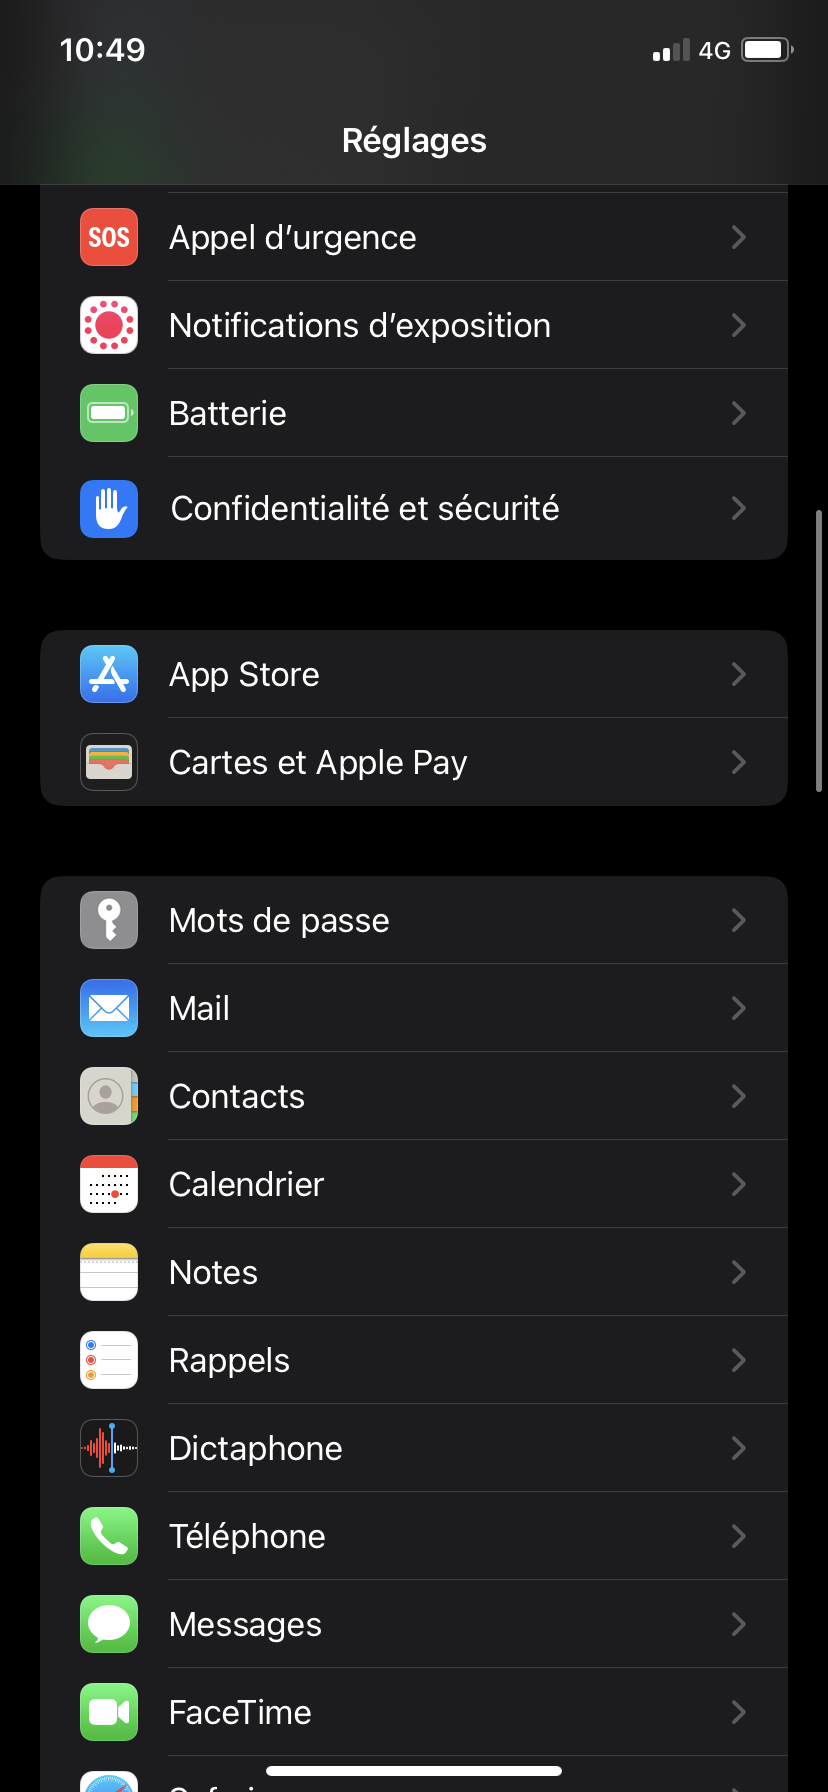 10:49
4G
Réglages
SOS
Appel d’urgence
Notifications d’exposition
Batterie
Confidentialité et sécurité
App Store
Cartes et Apple Pay
Mots de passe
Mail
Contacts
Calendrier
Notes
Rappels
Dictaphone
Téléphone
Messages
FaceTime